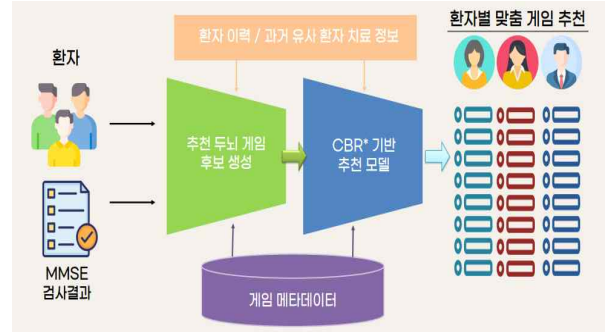 환자별 맞춤 게임 추천
환자 이력 / 과거 유사 환자 치료 정보
환자
추천 두뇌 게임
후보 생성
CBR* 기반
추천 모델
MMSE
검사결과
게임 메타데이터